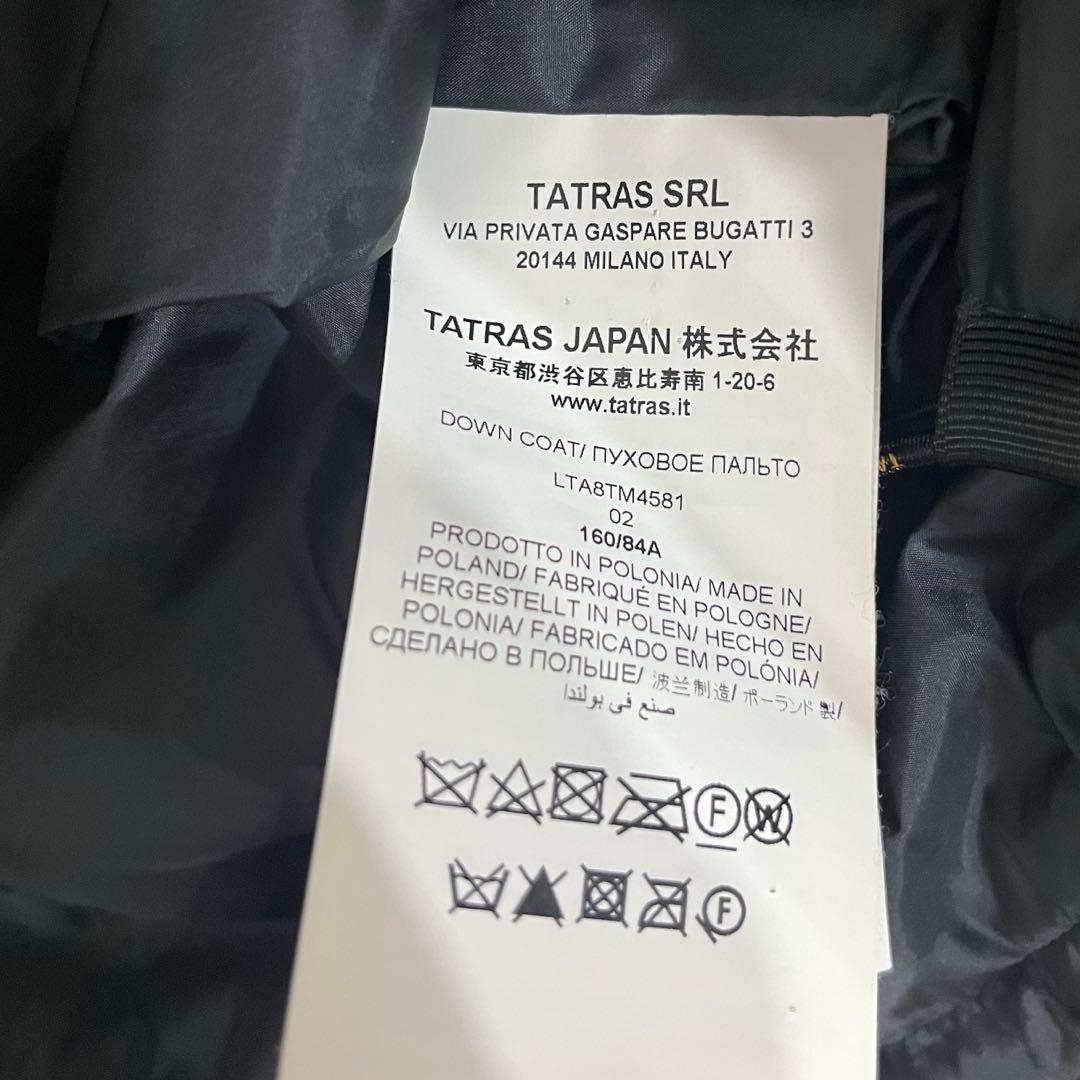 TATRAS SRL
VIA PRIVATA GASPARE BUGATTI 3
20144 MILANO ITALY
TATRAS JAPAN 株式会社
東京都渋谷区恵比寿南 1-20-6
www.tatras.it
DOWN COAT/ ПУХОВОЕ ПАЛЬТО
LTA8TM4581
02
160/84A
PRODOTTO IN POLONIA/ MADE IN
POLAND/ FABRIQUÉ EN POLOGNE/
HERGESTELLT IN POLEN/ HECHO EN
POLONIA/ FABRICADO EM POLÓNIA/
СДЕЛАНО В ПОЛЬШЕ/ 波兰制造/ ポーランド製/
صنع في بولندا
F W
F